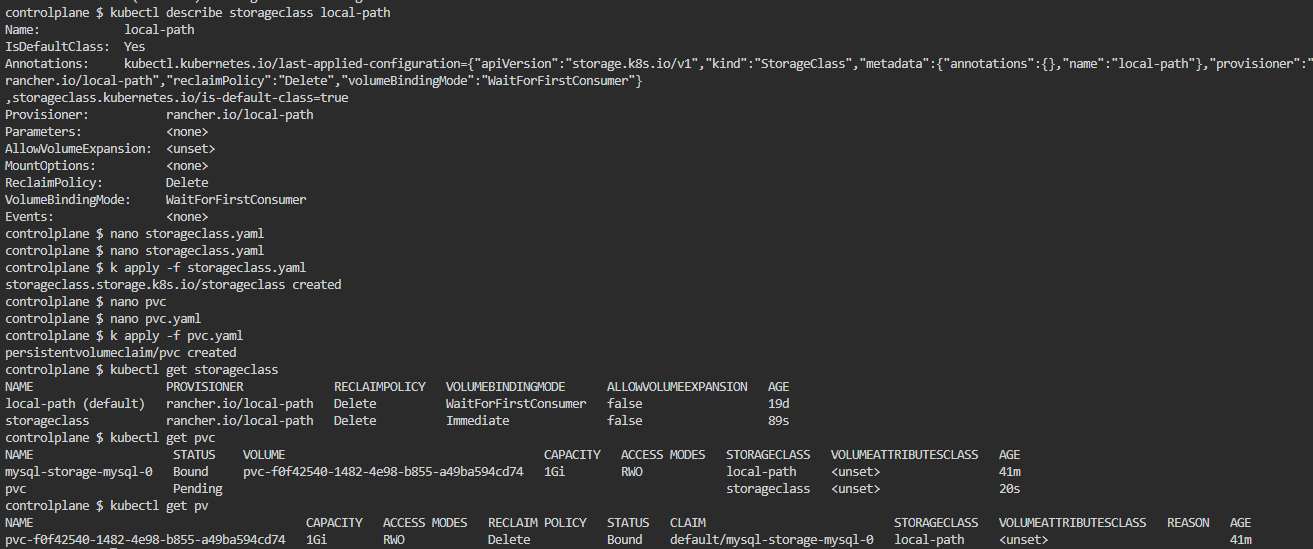 controlplane $ kubectl describe storageclass local-path
Name:            local-path
IsDefaultClass:  Yes
Annotations:     kubectl.kubernetes.io/last-applied-configuration={"apiVersion":"storage.k8s.io/v1","kind":"StorageClass","metadata":{"annotations":{},"name":"local-path"},"provisioner":"
rancher.io/local-path","reclaimPolicy":"Delete","volumeBindingMode":"WaitForFirstConsumer"}
,storageclass.kubernetes.io/is-default-class=true
Provisioner:           rancher.io/local-path
Parameters:            <none>
AllowVolumeExpansion:  <unset>
MountOptions:          <none>
ReclaimPolicy:         Delete
VolumeBindingMode:     WaitForFirstConsumer
Events:                <none>
controlplane $ nano storageclass.yaml
controlplane $ nano storageclass.yaml
controlplane $ k apply -f storageclass.yaml
storageclass.storage.k8s.io/storageclass created
controlplane $ nano pvc
controlplane $ nano pvc.yaml
controlplane $ k apply -f pvc.yaml
persistentvolumeclaim/pvc created
controlplane $ kubectl get storageclass
NAME                   PROVISIONER             RECLAIMPOLICY   VOLUMEBINDINGMODE      ALLOWVOLUMEEXPANSION   AGE
local-path (default)   rancher.io/local-path   Delete          WaitForFirstConsumer   false                  19d
storageclass           rancher.io/local-path   Delete          Immediate              false                  89s
controlplane $ kubectl get pvc
NAME                    STATUS    VOLUME                                     CAPACITY   ACCESS MODES   STORAGECLASS   VOLUMEATTRIBUTESCLASS   AGE
mysql-storage-mysql-0   Bound     pvc-f0f42540-1482-4e98-b855-a49ba594cd74   1Gi        RWO            local-path     <unset>                 41m
pvc                     Pending                                                                        storageclass   <unset>                 20s
controlplane $ kubectl get pv
NAME                                       CAPACITY   ACCESS MODES   RECLAIM POLICY   STATUS   CLAIM                           STORAGECLASS   VOLUMEATTRIBUTESCLASS   REASON   AGE
pvc-f0f42540-1482-4e98-b855-a49ba594cd74   1Gi        RWO            Delete           Bound    default/mysql-storage-mysql-0   local-path     <unset>                          41m